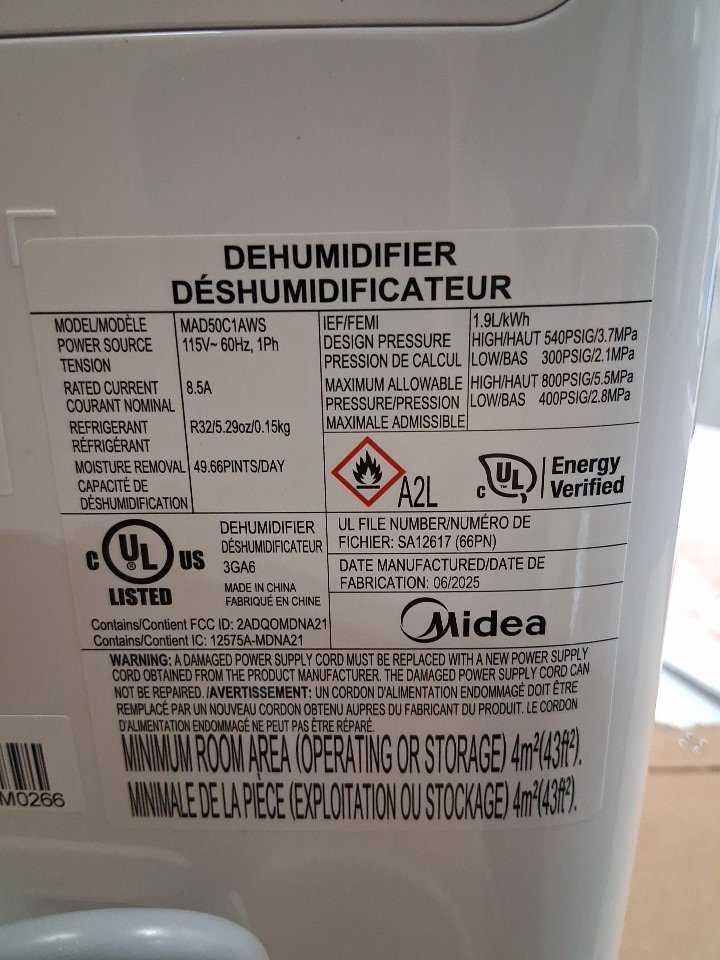 DEHUMIDIFIER
DÉSHUMIDIFICATEUR
MODEL/MODÈLE MAD50C1AWS
POWER SOURCE 115V~ 60Hz, 1Ph
TENSION
RATED CURRENT 8.5A
COURANT NOMINAL
REFRIGERANT R32/5.29oz/0.15kg
RÉFRIGÉRANT
MOISTURE REMOVAL 49.66PINTS/DAY
CAPACITÉ DE
DÉSHUMIDIFICATION
IEF/FEMI 1.9L/kWh
DESIGN PRESSURE HIGH/HAUT 540PSIG/3.7MPa
PRESSION DE CALCUL LOW/BAS 300PSIG/2.1MPa
MAXIMUM ALLOWABLE HIGH/HAUT 800PSIG/5.5MPa
PRESSURE/PRESSION LOW/BAS 400PSIG/2.8MPa
MAXIMALE ADMISSIBLE
A2L
C UL Energy
Verified
C UL US
®
LISTED
DEHUMIDIFIER
DÉSHUMIDIFICATEUR
3GA6
MADE IN CHINA
FABRIQUÉ EN CHINE
UL FILE NUMBER/NUMÉRO DE
FICHIER: SA12617 (66PN)
DATE MANUFACTURED/DATE DE
FABRICATION: 06/2025
Contains/Contient FCC ID: 2ADQOMDNA21
Contains/Contient IC: 12575A-MDNA21
Midea
WARNING: A DAMAGED POWER SUPPLY CORD MUST BE REPLACED WITH A NEW POWER SUPPLY
CORD OBTAINED FROM THE PRODUCT MANUFACTURER. THE DAMAGED POWER CORD CAN
NOT BE REPAIRED. /AVERTISSEMENT: UN CORDON D'ALIMENTATION ENDOMMAGÉ DOIT ÊTRE
REMPLACÉ PAR UN NOUVEAU CORDON OBTENU AUPRES DU FABRICANT DU PRODUIT. LE CORDON
D'ALIMENTATION ENDOMMAGÉ NE PEUT PAS ÊTRE RÉPARÉ.
MINIMUM ROOM AREA (OPERATING OR STORAGE) 4m²(43ft²).
MINIMALE DE LA PIÈCE (EXPLOITATION OU STOCKAGE) 4m²(43ft²).
M0266